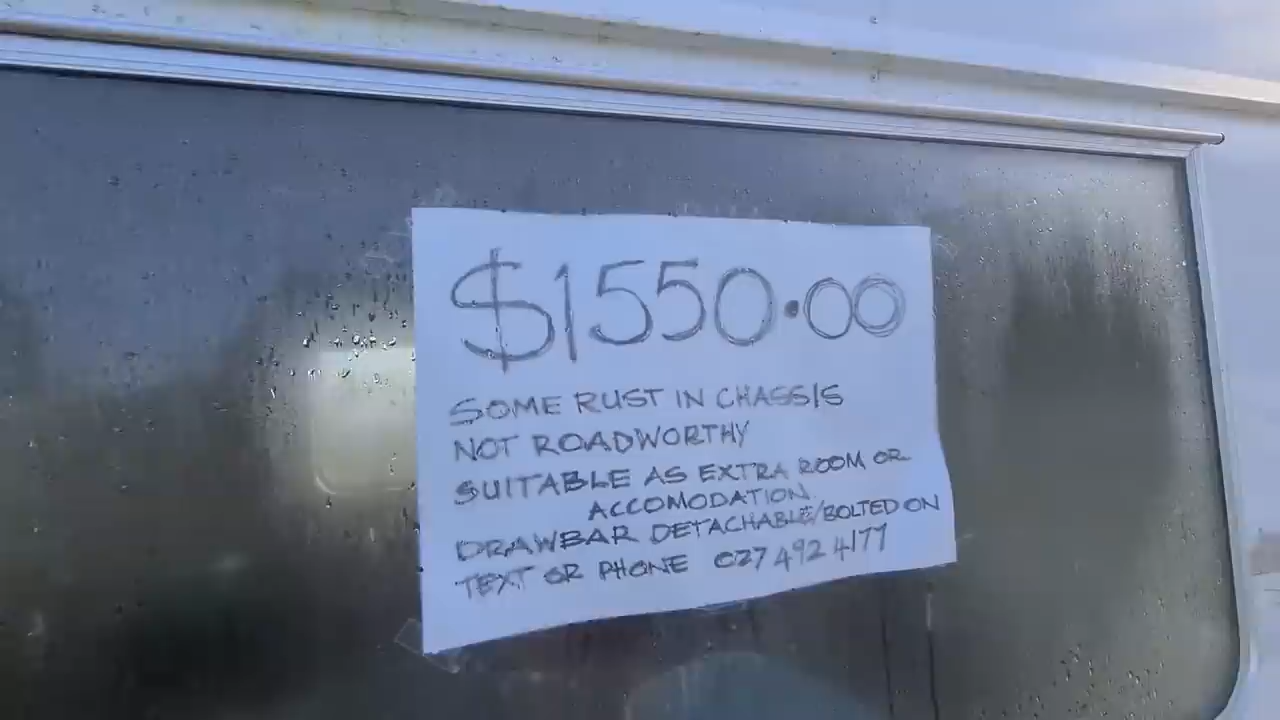 $1550.00
SOME RUST IN CHASSIS
NOT ROADWORTHY
SUITABLE AS EXTRA ROOM OR
ACCOMODATION
DRAWBAR DETACHABLE/BOLTED ON
TEXT OR PHONE 027 492 4177